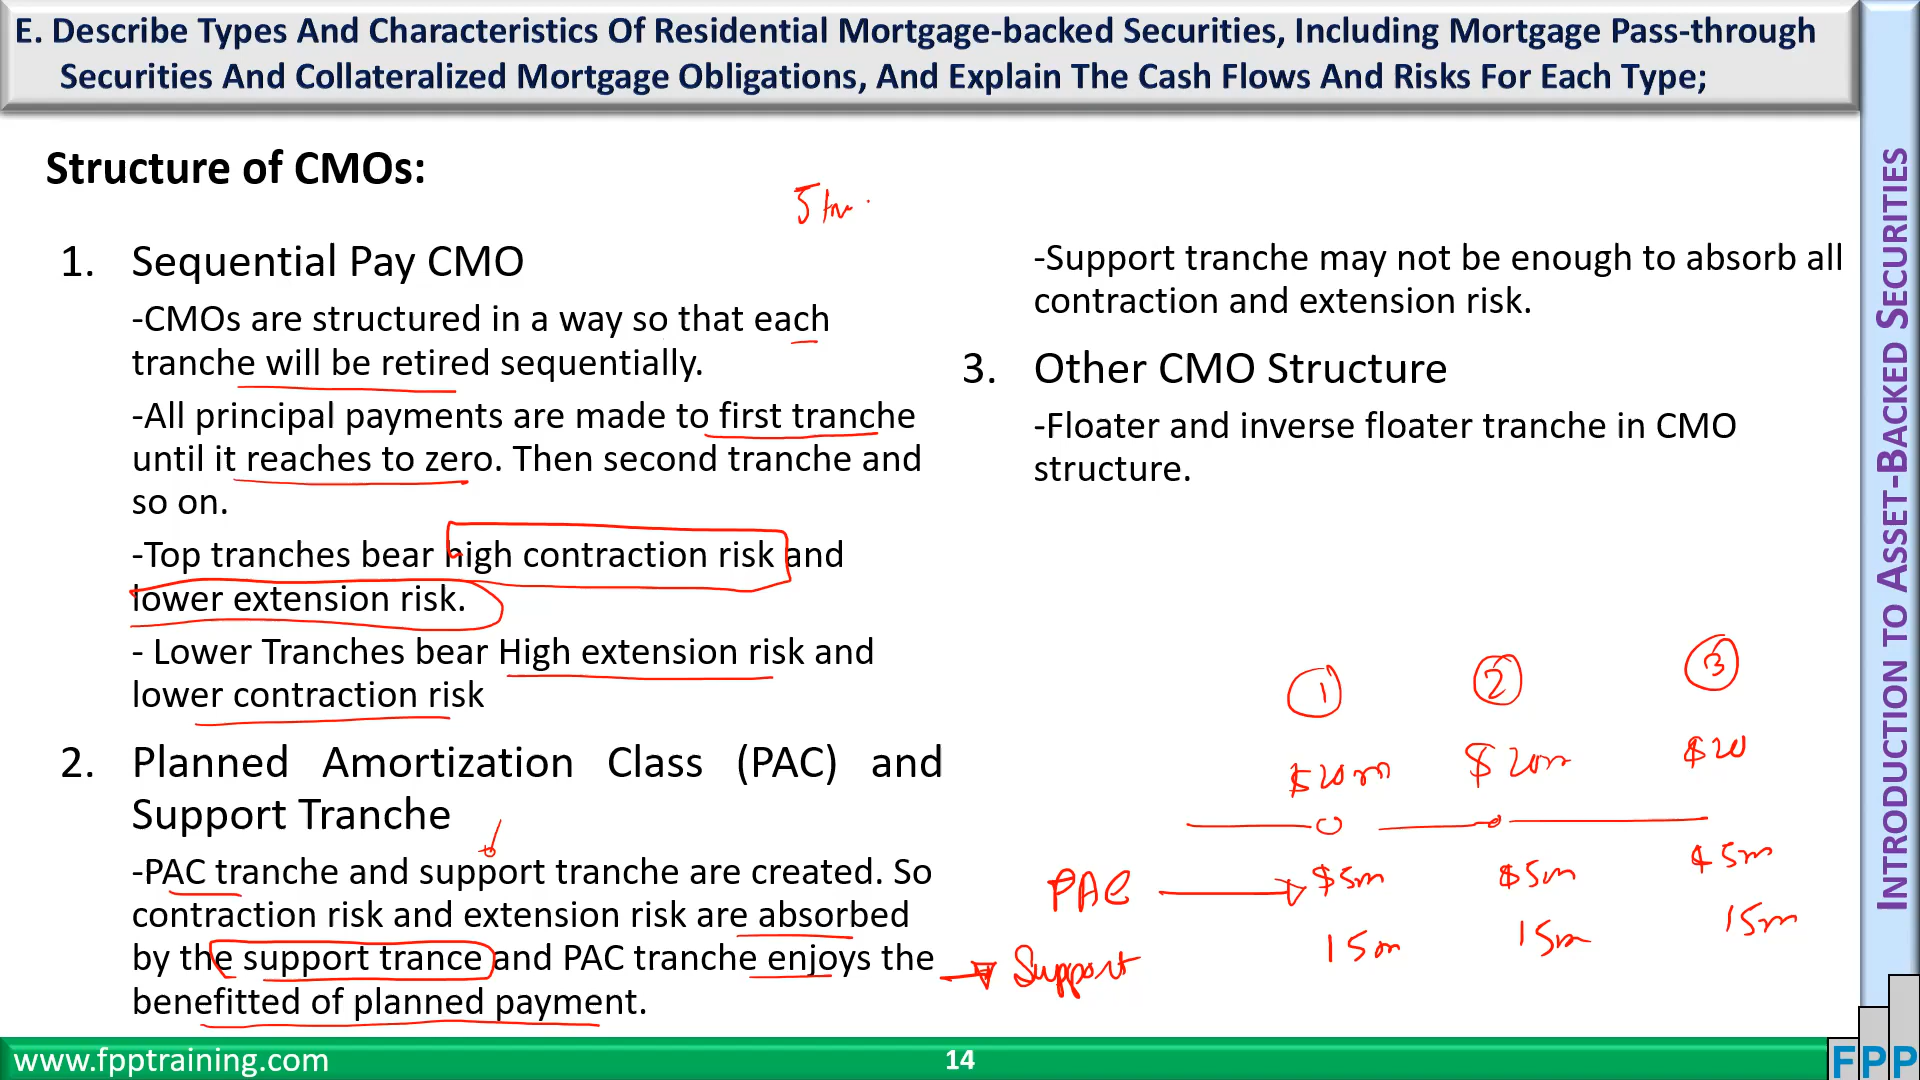 E. Describe Types And Characteristics Of Residential Mortgage-backed Securities, Including Mortgage Pass-through
Securities And Collateralized Mortgage Obligations, And Explain The Cash Flows And Risks For Each Type;
Structure of CMOs:
5
1. Sequential Pay CMO
-CMOs are structured in a way so that each
tranche will be retired sequentially.
-All principal payments are made to first tranche
until it reaches to zero. Then second tranche and
so on.
-Top tranches bear high contraction risk and
lower extension risk.
- Lower Tranches bear High extension risk and
lower contraction risk
2. Planned Amortization Class (PAC) and
Support Tranche
-PAC tranche and support tranche are created. So
contraction risk and extension risk are absorbed
by the support trance and PAC tranche enjoys the
benefitted of planned payment.
-Support tranche may not be enough to absorb all
contraction and extension risk.
3. Other CMO Structure
-Floater and inverse floater tranche in CMO
structure.
1 2 3
$20m $20m $20
PAC $5m $5m $5m
Support 15m 15m 15m
INTRODUCTION TO ASSET-BACKED SECURITIES
www.fpptraining.com
14
FPP